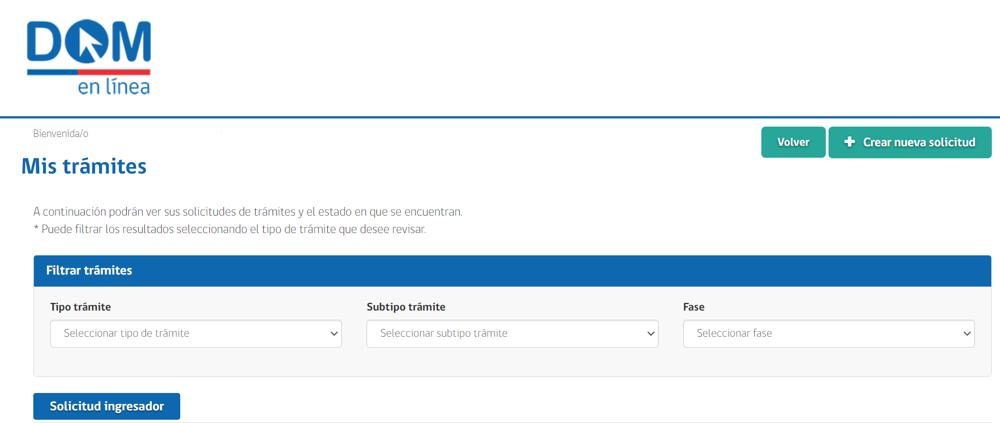 DOM
en línea
Bienvenida/o
Volver
Crear nueva solicitud
Mis trámites
A continuación podrán ver sus solicitudes de trámites y el estado en que se encuentran.
* Puede filtrar los resultados seleccionando el tipo de trámite que desee revisar.
Filtrar trámites
Tipo trámite
Subtipo trámite
Fase
Seleccionar tipo de trámite
Seleccionar subtipo trámite
Seleccionar fase
Solicitud ingresador